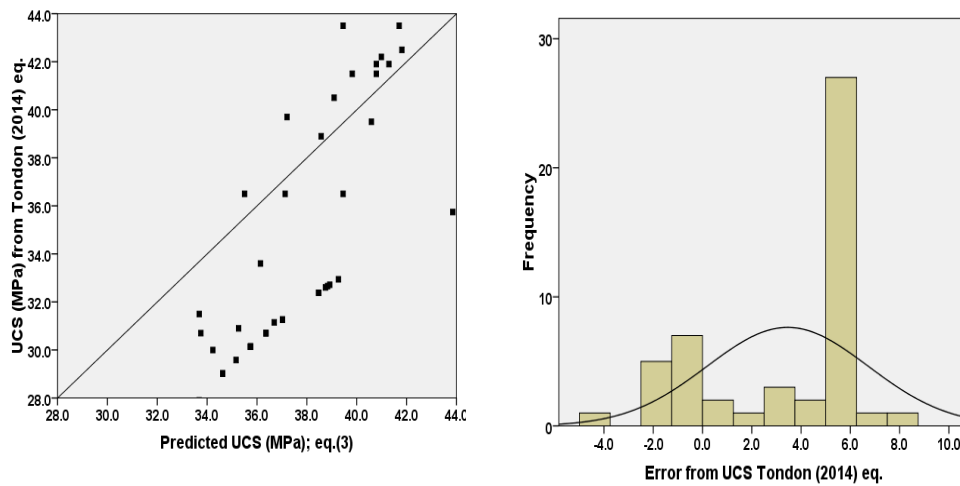 UCS (MPa) from Tondon (2014) eq.
44.0
42.0
40.0
38.0
36.0
34.0
32.0
30.0
28.0
28.0 30.0 32.0 34.0 36.0 38.0 40.0 42.0 44.0
Predicted UCS (MPa); eq.(3)
Frequency
30
20
10
0
-4.0 -2.0 0.0 2.0 4.0 6.0 8.0 10.0
Error from UCS Tondon (2014) eq.